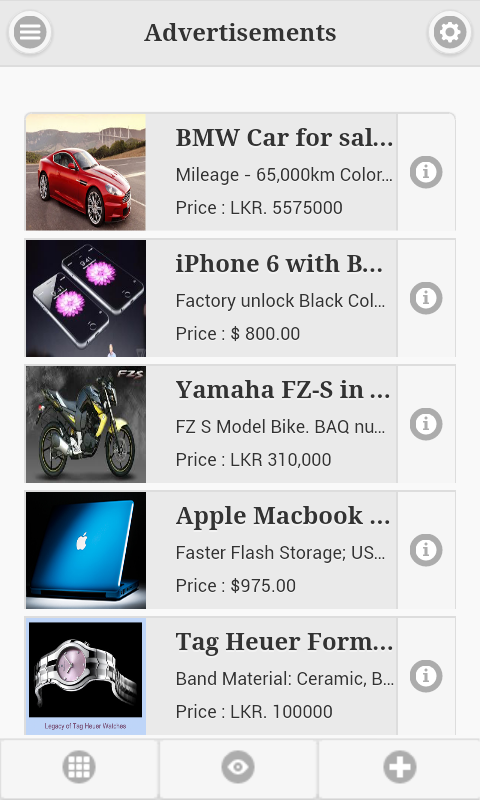 Advertisements
BMW Car for sal...
Mileage - 65,000km Color...
Price : LKR. 5575000
iPhone 6 with B...
Factory unlock Black Col...
Price : $ 800.00
FZS
Yamaha FZ-S in ...
FZ S Model Bike. BAQ nu...
Price : LKR 310,000
Apple Macbook ...
Faster Flash Storage; US...
Price : $975.00
Tag Heuer Form...
Band Material: Ceramic, B...
Price : LKR. 100000
Legacy of Tag Heuer Watches